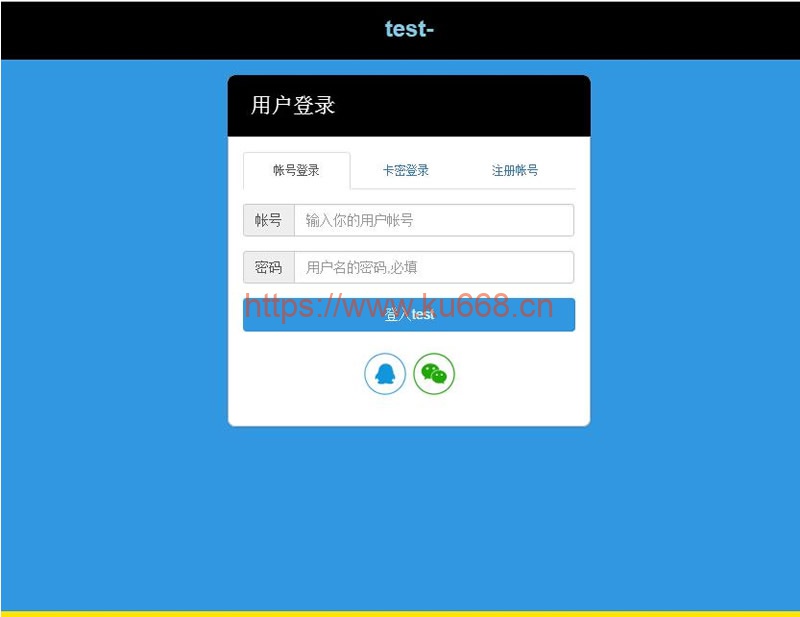 test-
用户登录
帐号登录 卡密登录 注册帐号
帐号 输入你的用户帐号
密码 用户名的密码,必填
https://www.ku668.cn
登入test